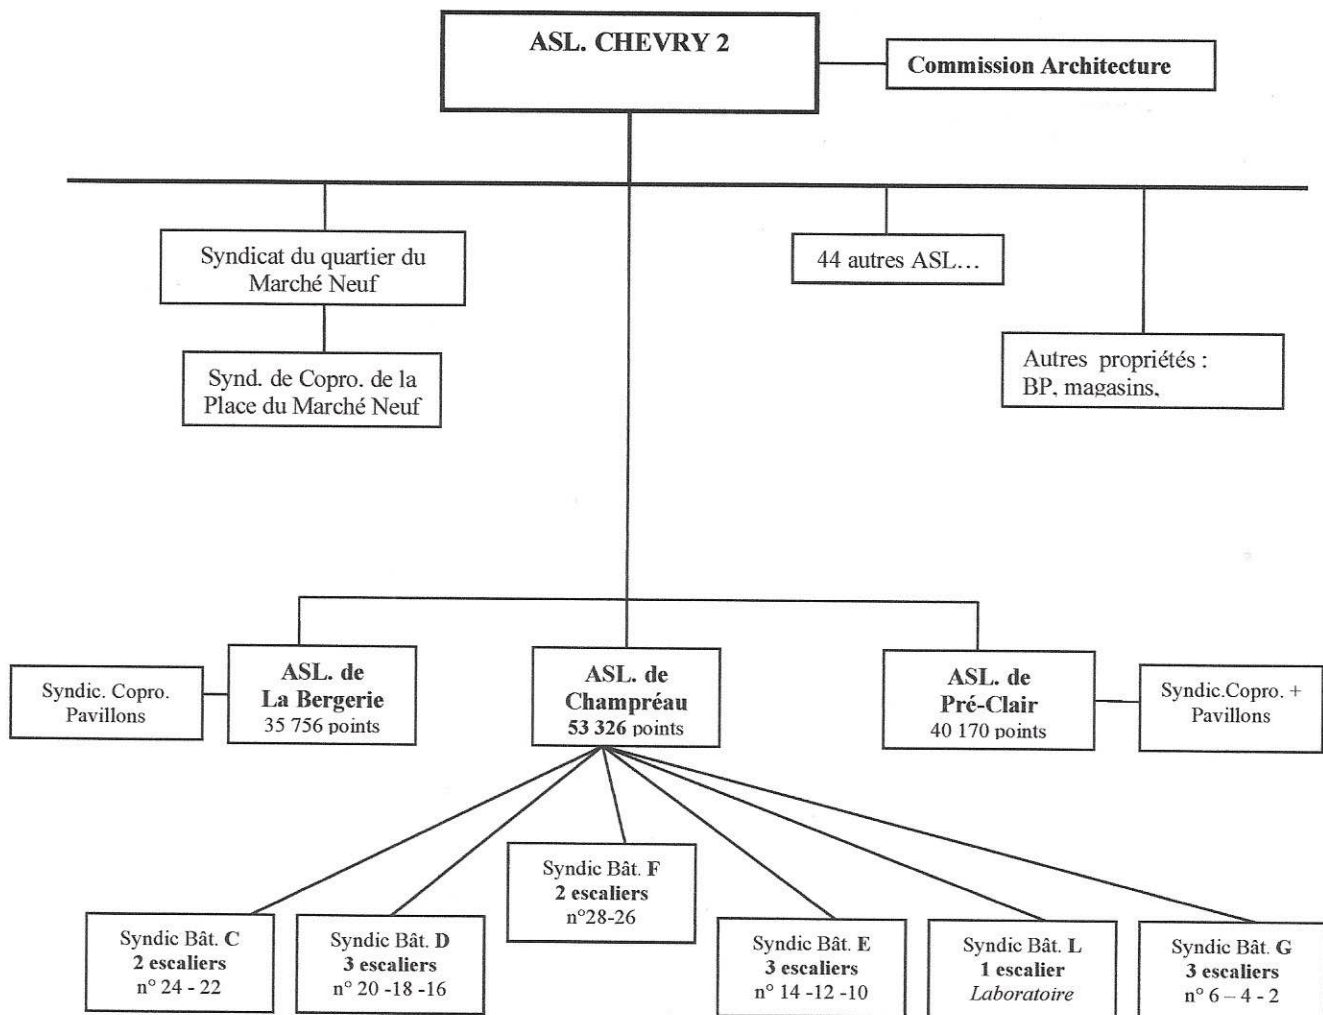 ASL. CHEVRY 2
Commission Architecture
Syndicat du quartier du
Marché Neuf
44 autres ASL…
Synd. de Copro. de la
Place du Marché Neuf
Autres propriétés :
BP, magasins,
Syndic. Copro.
Pavillons
ASL. de
La Bergerie
35 756 points
ASL. de
Champréau
53 326 points
ASL. de
Pré-Clair
40 170 points
Syndic.Copro. +
Pavillons
Syndic Bât. F
2 escaliers
n°28-26
Syndic Bât. C
2 escaliers
n° 24 - 22
Syndic Bât. D
3 escaliers
n° 20 -18 -16
Syndic Bât. E
3 escaliers
n° 14 -12 -10
Syndic Bât. L
1 escalier
Laboratoire
Syndic Bât. G
3 escaliers
n° 6 – 4 - 2